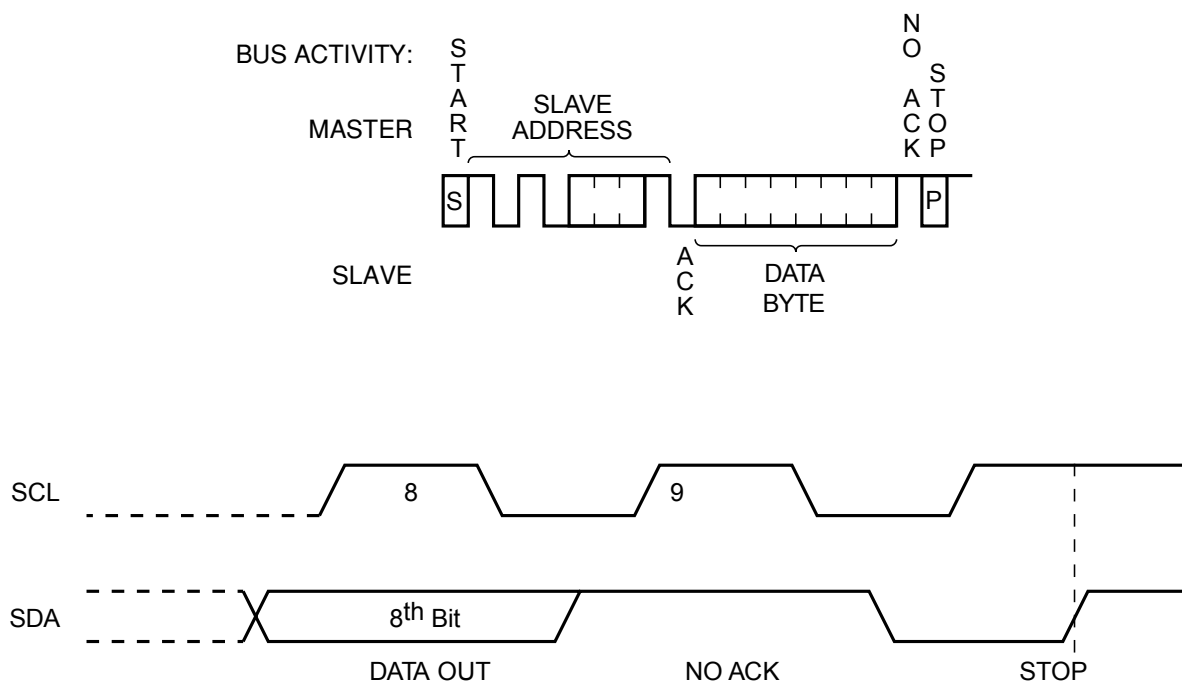 BUS ACTIVITY:
MASTER
START
SLAVE
ADDRESS
NO ACK
STOP
S
P
SLAVE
ACK
DATA
BYTE
SCL
8
9
SDA
8th Bit
DATA OUT
NO ACK
STOP